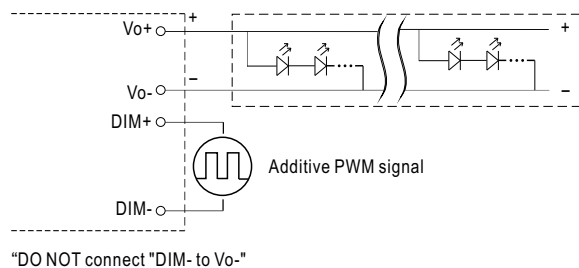 Vo+
+
+
Vo-
–
–
DIM+
Additive PWM signal
DIM-
“DO NOT connect "DIM- to Vo-"